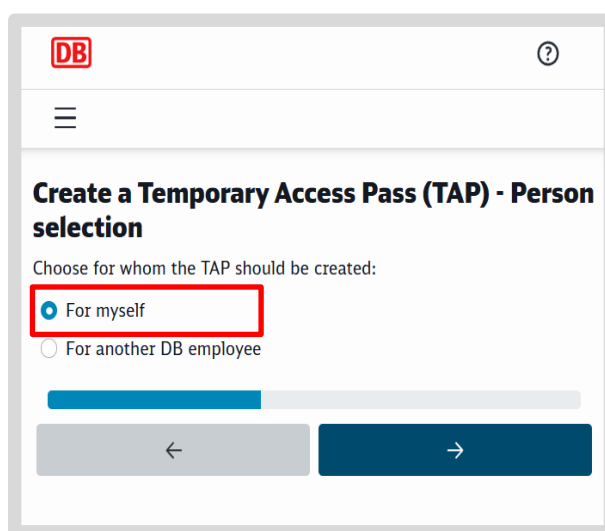 DB
?
Create a Temporary Access Pass (TAP) - Person
selection
Choose for whom the TAP should be created:
For myself
For another DB employee